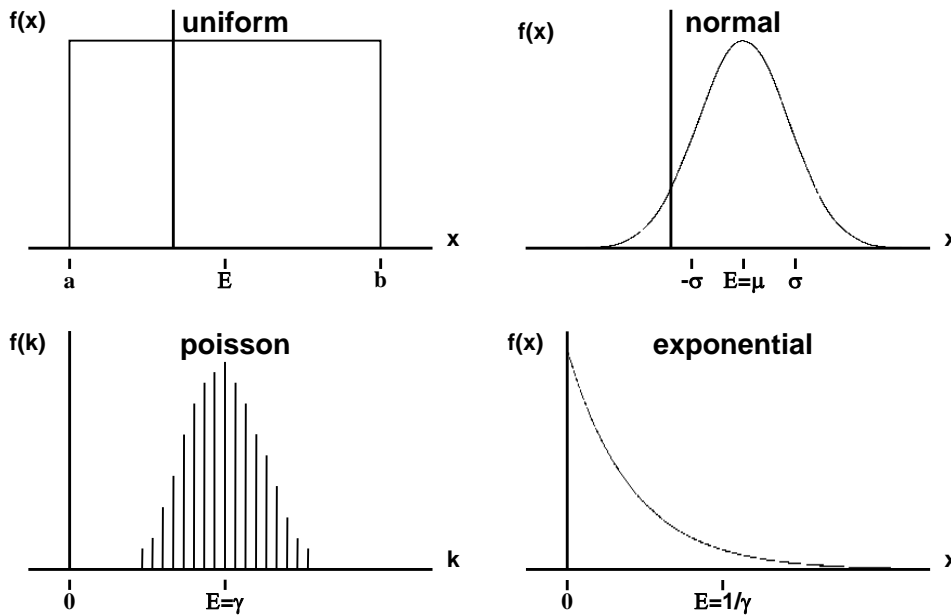 f(x) uniform
x
a E b
f(x) normal
x
-σ E=μ σ
f(k) poisson
k
0 E=γ
f(x) exponential
x
0 E=1/γ